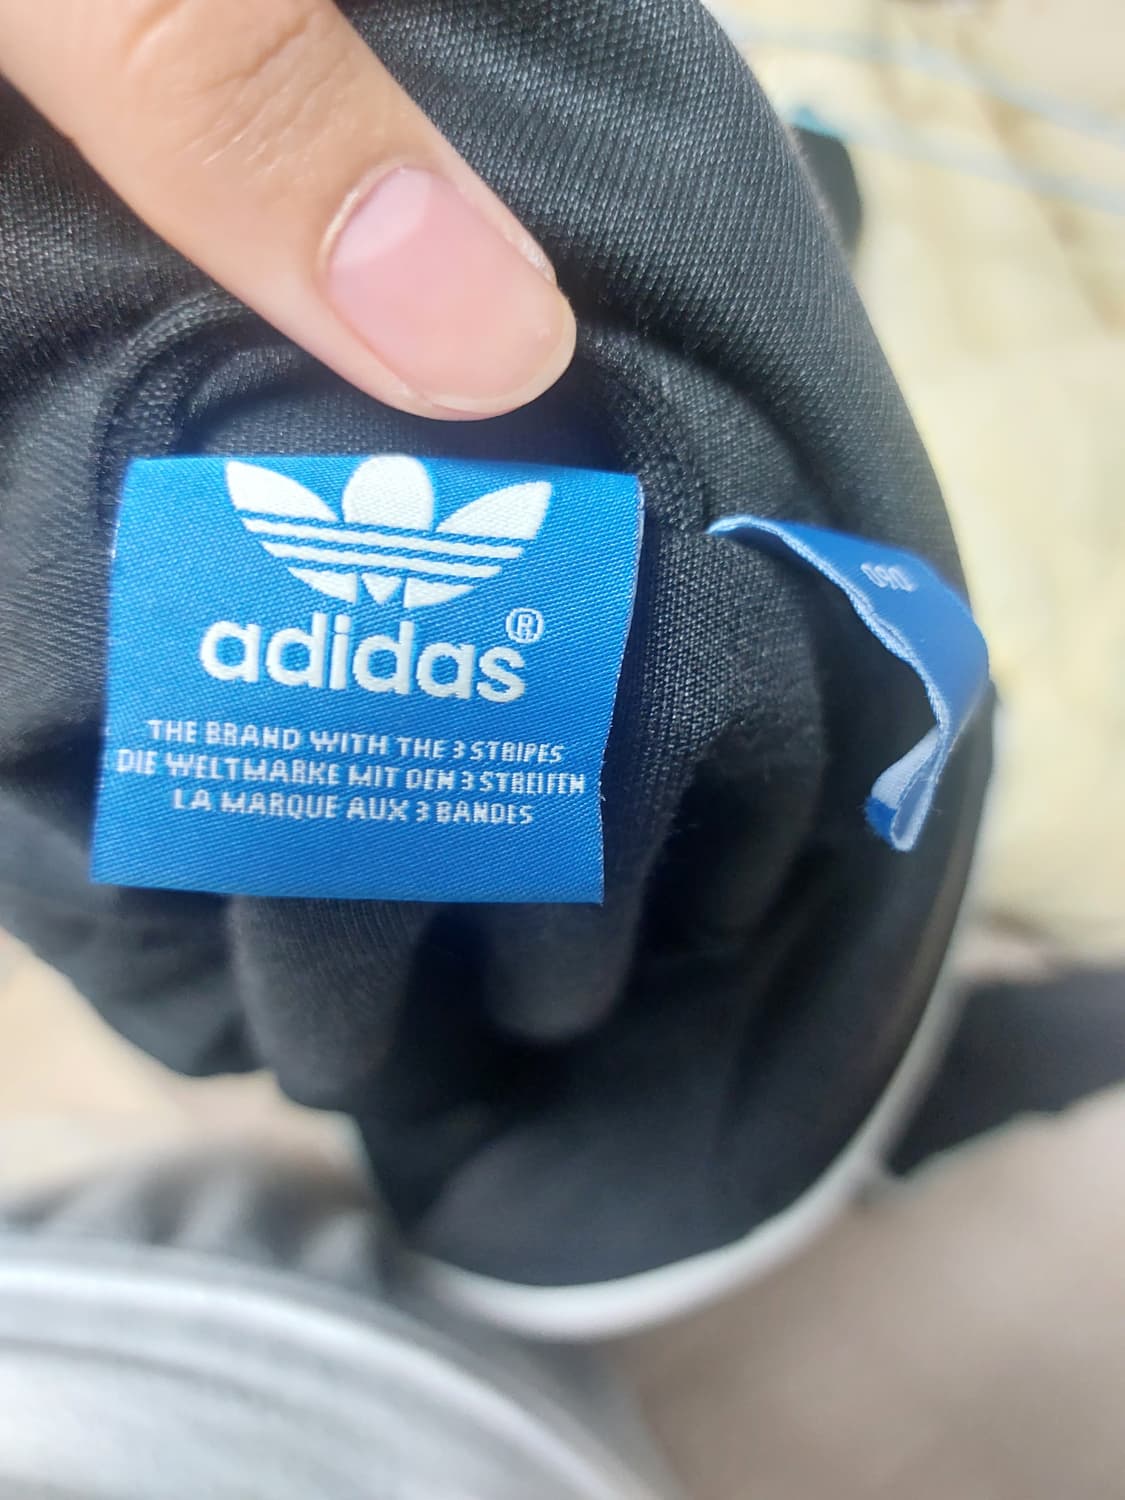 adidas®
THE BRAND WITH THE 3 STRIPES
DIE WELTMARKE MIT DEN 3 STREIFEN
LA MARQUE AUX 3 BANDES